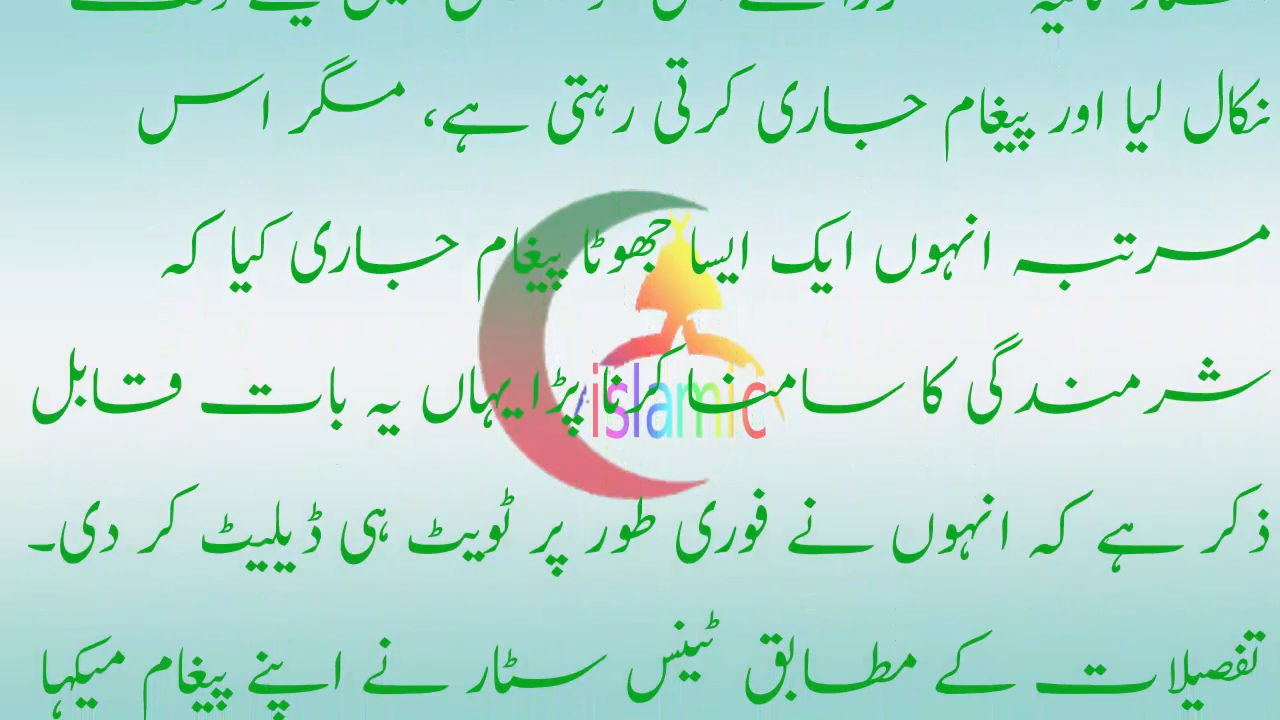 نکال لیا اور پیغام جاری کرتی رہتی ہے، مگر اس
مرتبہ انہوں ایک ایسا جھوٹا پیغام جاری کیا کہ
شرمندگی کا سامنا کرنا پڑا یہاں یہ بات قابل
ذکر ہے کہ انہوں نے فوری طور پر ٹویٹ ہی ڈیلیٹ کر دی۔
تفصیلات کے مطابق ٹینس سٹار نے اپنے پیغام میکہا
islamic